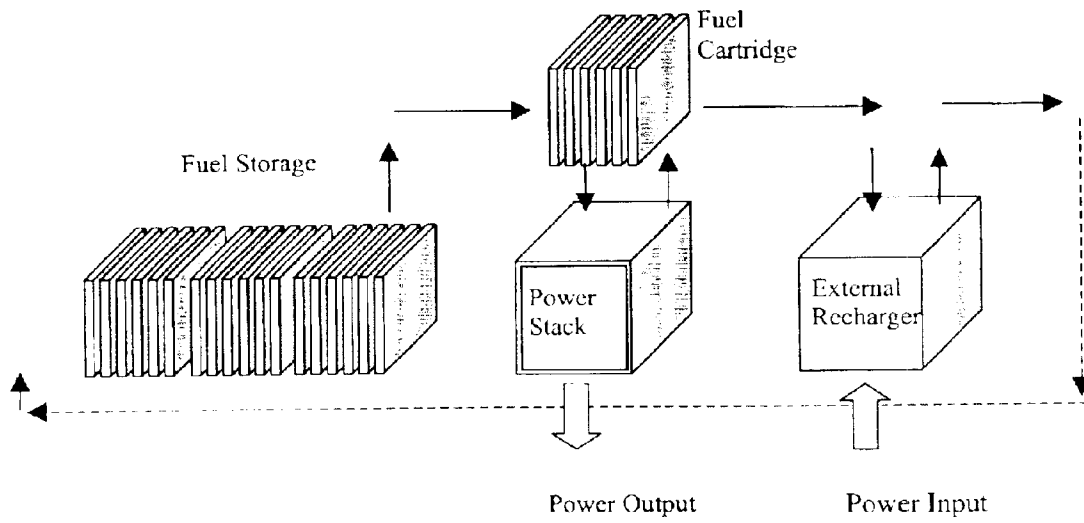 Fuel
Cartridge
Fuel Storage
Power
Stack
External
Recharger
Power Output
Power Input